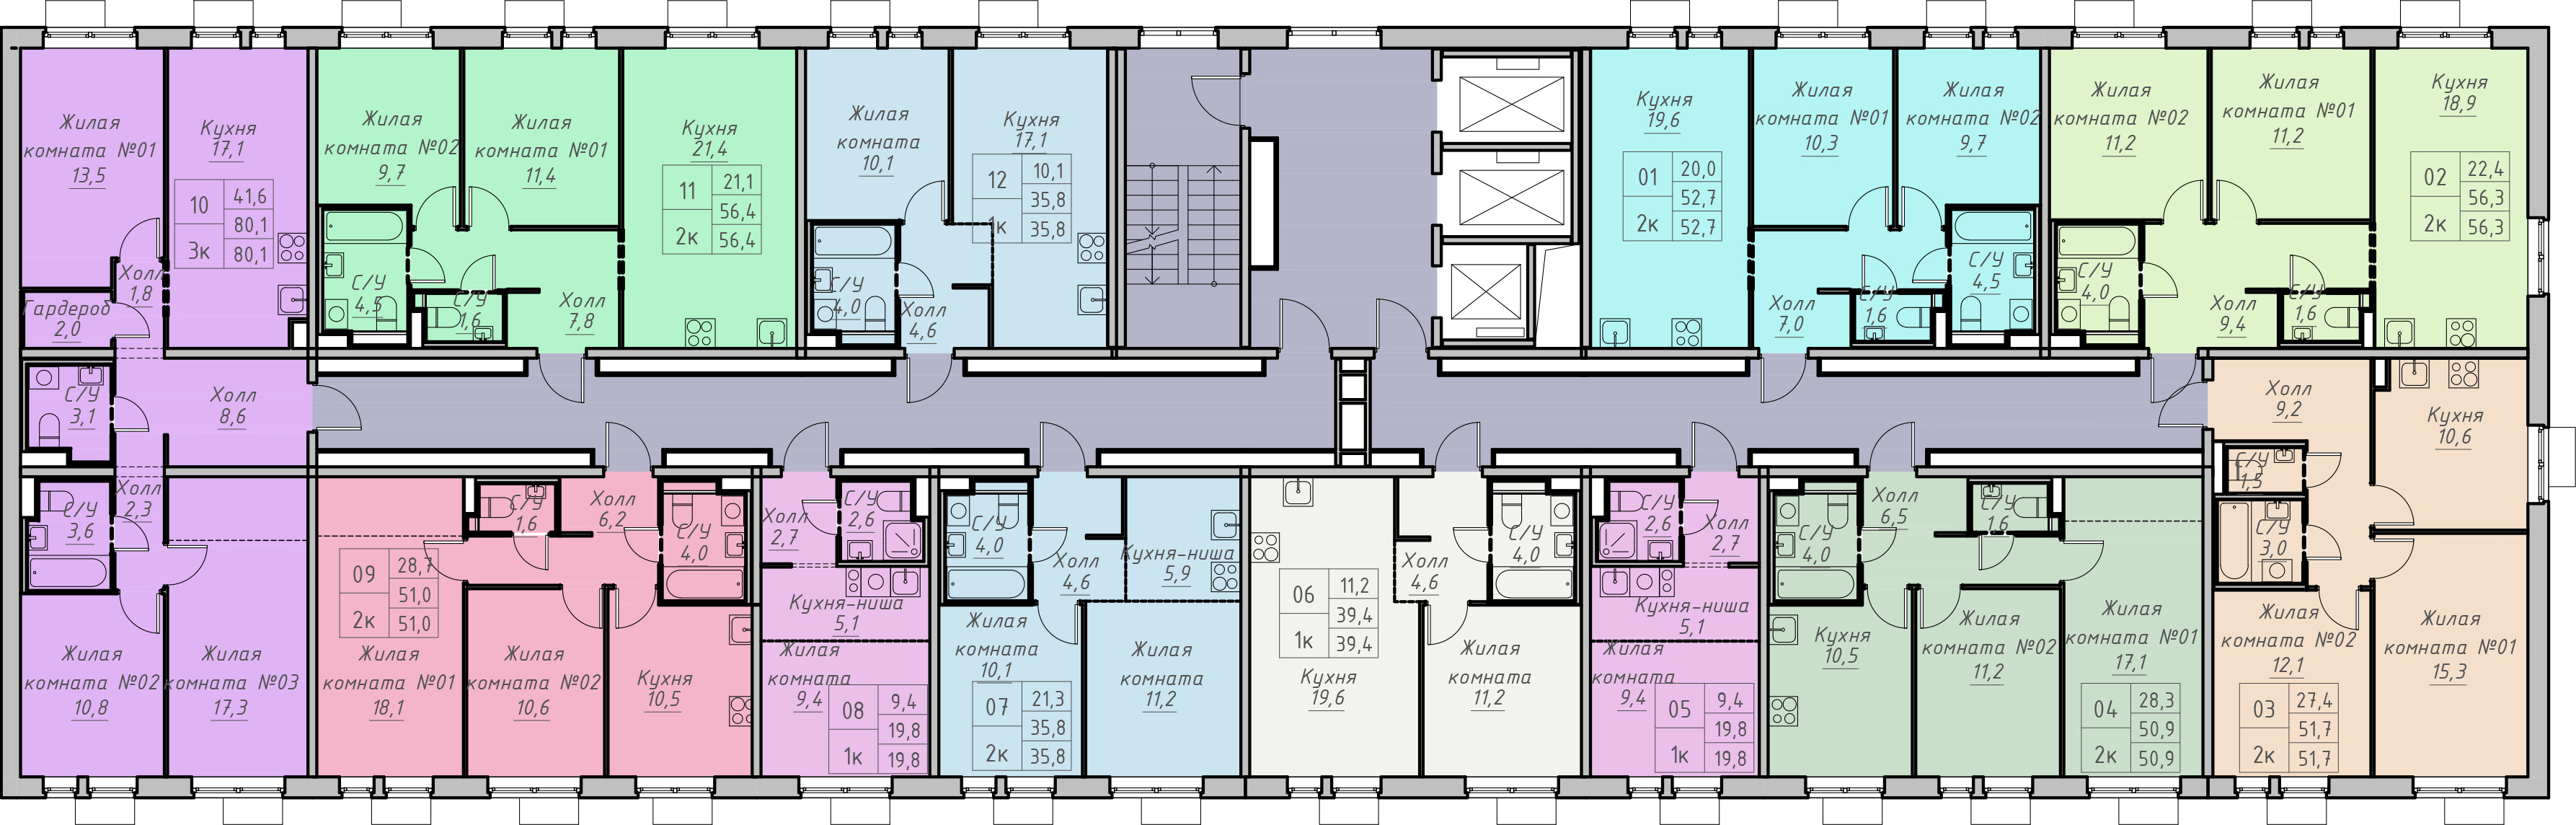 Жилая
комната №01
13,5
Кухня
17,1
10
41,6
80,1
3к
80,1
Холл
1,8
Гардероб
2,0
С/У
3,1
Холл
8,6
Холл
2,3
С/У
3,6
Жилая
комната №02
10,8
Жилая
комната №03
17,3
Жилая
комната №02
9,7
Жилая
комната №01
11,4
Кухня
21,4
11
21,1
56,4
2к
56,4
С/У
4,5
С/У
1,6
Холл
7,8
Жилая
комната
10,1
Кухня
17,1
12
10,1
35,8
1к
35,8
С/У
4,0
Холл
4,6
Кухня
19,6
01
20,0
52,7
2к
52,7
Жилая
комната №01
10,3
Жилая
комната №02
9,7
Холл
7,0
С/У
1,6
С/У
4,5
Жилая
комната №02
11,2
Жилая
комната №01
11,2
Кухня
18,9
02
22,4
56,3
2к
56,3
С/У
4,0
Холл
9,4
С/У
1,6
Холл
9,2
Кухня
10,6
С/У
1,5
С/У
3,0
Жилая
комната №02
12,1
03
27,4
51,7
2к
51,7
Жилая
комната №01
15,3
09
28,7
51,0
2к
51,0
Жилая
комната №01
18,1
С/У
1,6
Холл
6,2
С/У
4,0
Жилая
комната №02
10,6
Кухня
10,5
Холл
2,7
С/У
2,6
Кухня-ниша
5,1
Жилая
комната
9,4
08
9,4
19,8
1к
19,8
С/У
4,0
Холл
4,6
Кухня-ниша
5,9
Жилая
комната
10,1
07
21,3
35,8
2к
35,8
Жилая
комната
11,2
06
11,2
39,4
1к
39,4
Кухня
19,6
Холл
4,6
С/У
4,0
Жилая
комната
11,2
С/У
2,6
Холл
2,7
Кухня-ниша
5,1
Жилая
комната
9,4
05
9,4
19,8
1к
19,8
С/У
4,0
Холл
6,5
С/У
1,6
Кухня
10,5
Жилая
комната №02
11,2
Жилая
комната №01
17,1
04
28,3
50,9
2к
50,9